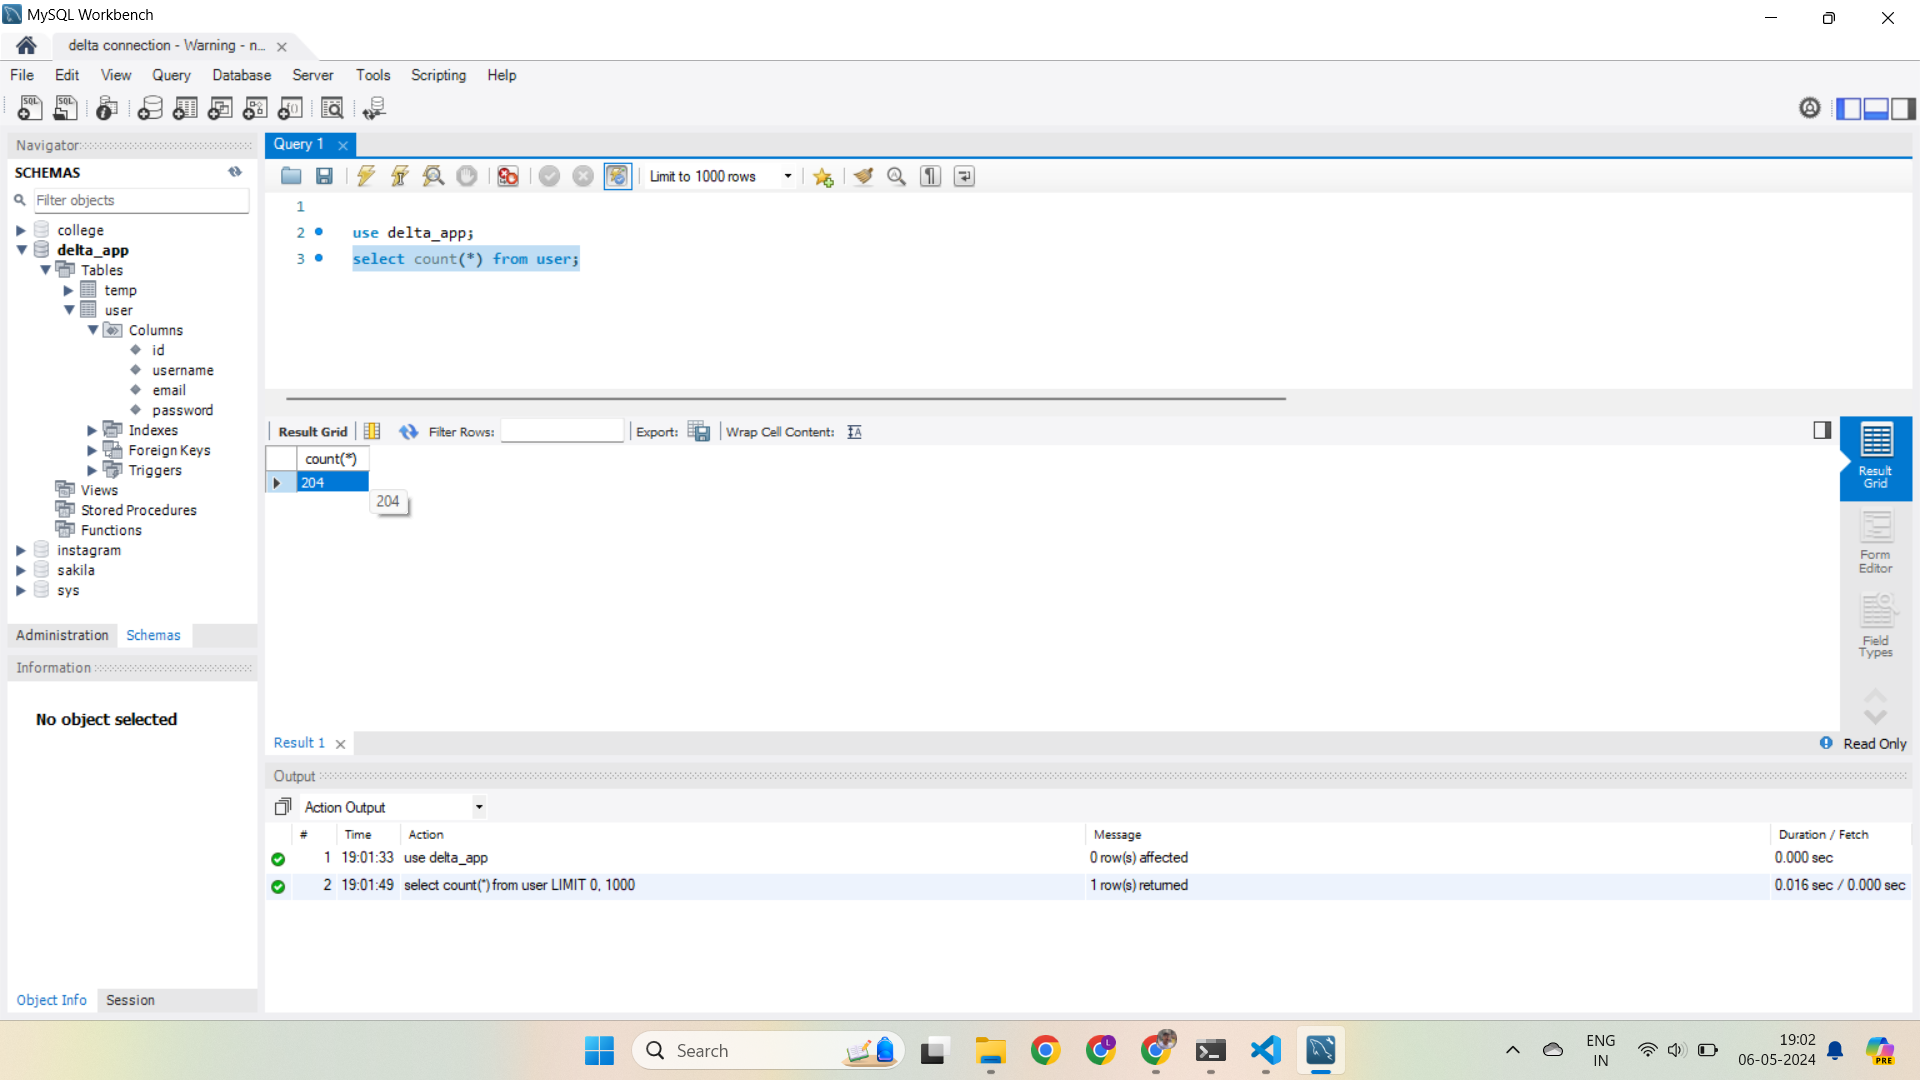 MySQL Workbench
delta connection - Warning - n...
File Edit View Query Database Server Tools Scripting Help
Navigator
SCHEMAS
Filter objects
college
delta_app
Tables
temp
user
Columns
id
username
email
password
Indexes
Foreign Keys
Triggers
Views
Stored Procedures
Functions
instagram
sakila
sys
Administration Schemas
Information
No object selected
Object Info Session
Query 1
Limit to 1000 rows
1
2 use delta_app;
3 select count(*) from user;
Result Grid Filter Rows: Export: Wrap Cell Content:
count(*)
204
204
Result Grid
Form Editor
Field Types
Result 1
Read Only
Output
Action Output
# Time Action Message Duration / Fetch
1 19:01:33 use delta_app 0 row(s) affected 0.000 sec
2 19:01:49 select count(*) from user LIMIT 0, 1000 1 row(s) returned 0.016 sec / 0.000 sec
Search
ENG
IN
19:02
06-05-2024
PRE